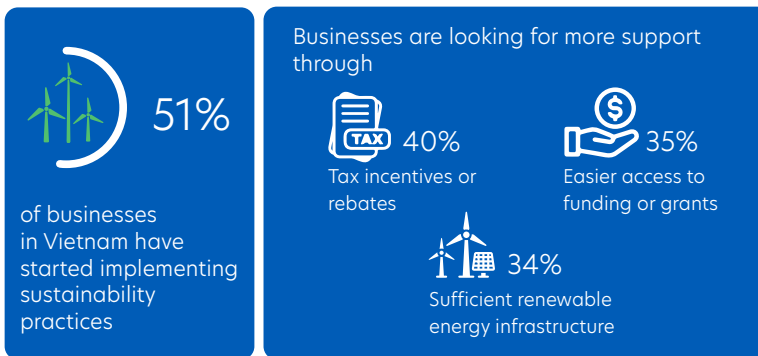 51%
of businesses
in Vietnam have
started implementing
sustainability
practices
Businesses are looking for more support
through
TAX
40%
Tax incentives or
rebates
$
35%
Easier access to
funding or grants
34%
Sufficient renewable
energy infrastructure